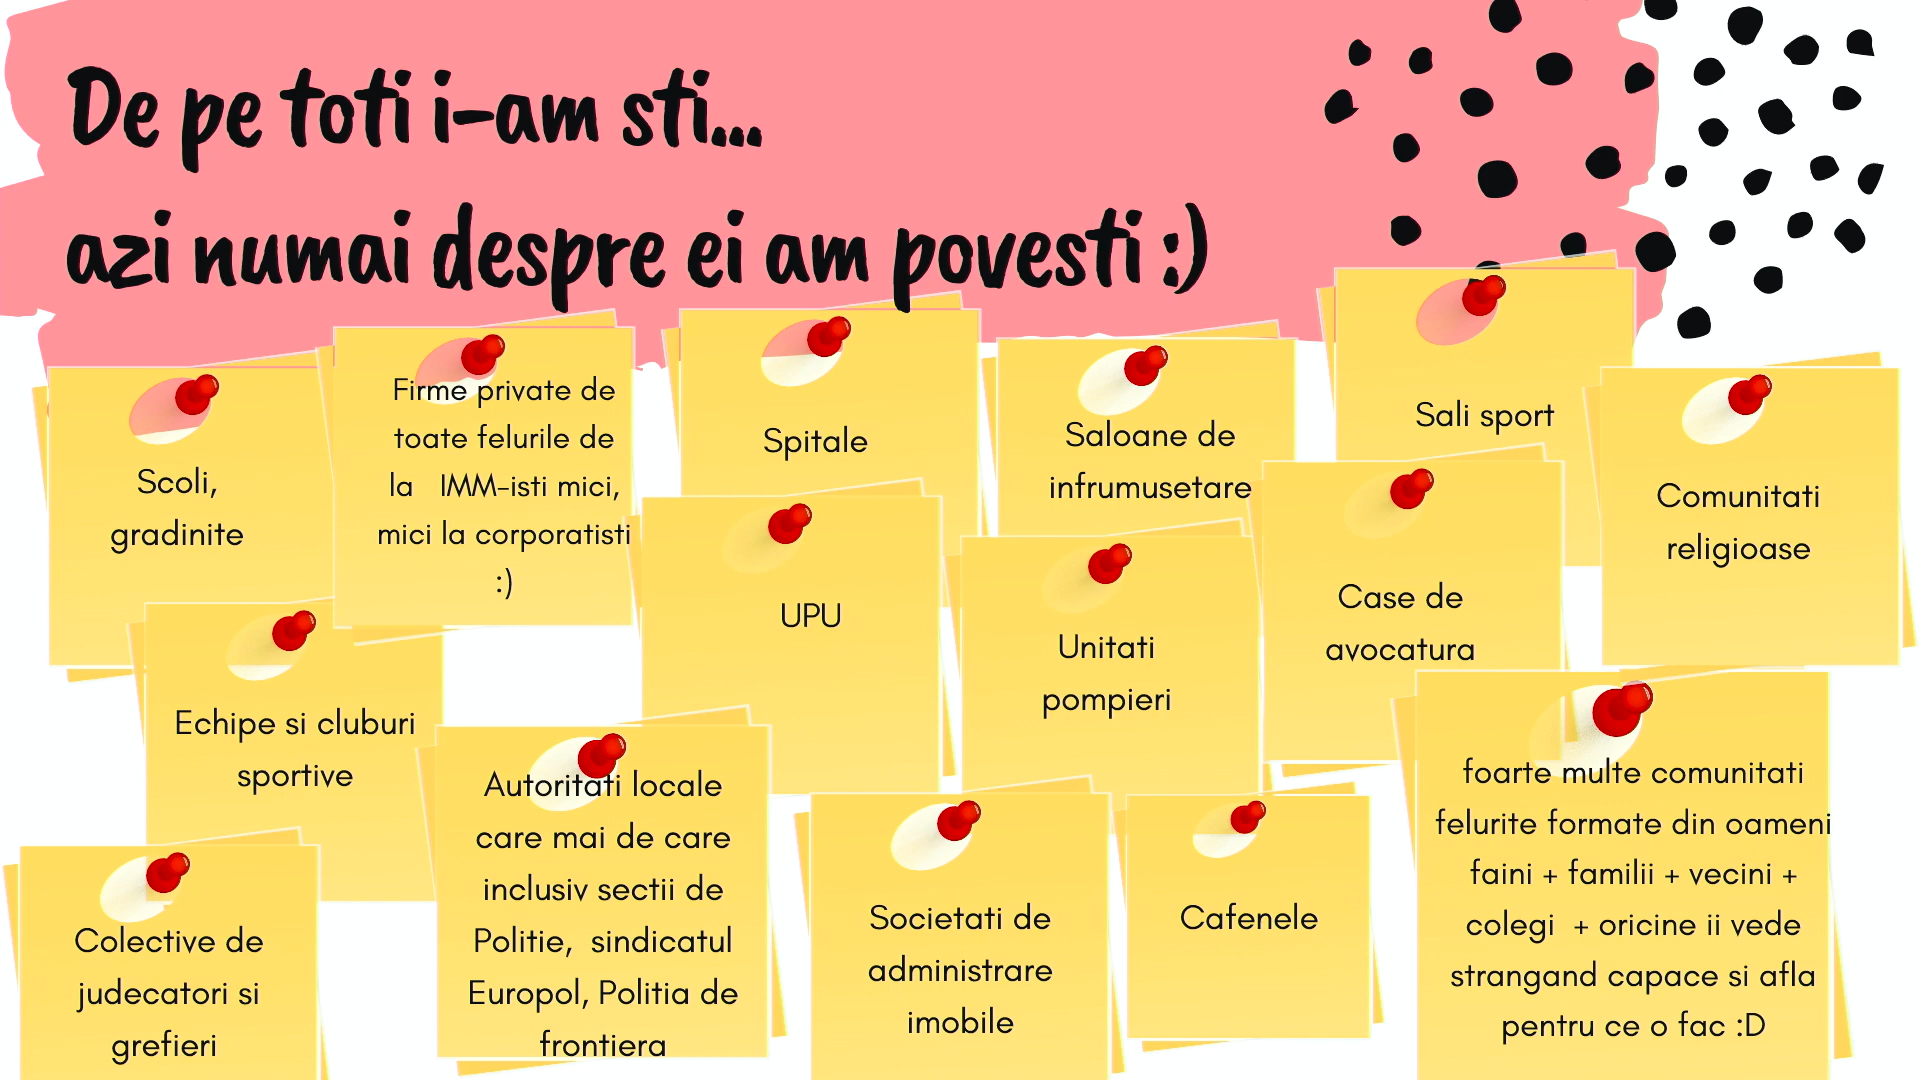 De pe toti i-am sti...
azi numai despre ei am povesti :)
Scoli,
gradinite
Firme private de
toate felurile de
la IMM-isti mici,
mici la corporatisti
:)
Spitale
Saloane de
infrumusetare
Sali sport
Comunitati
religioase
UPU
Unitati
pompieri
Case de
avocatura
Echipe si cluburi
sportive
Autoritati locale
care mai de care
inclusiv sectii de
Politie, sindicatul
Europol, Politia de
frontiera
foarte multe comunitati
felurite formate din oameni
faini + familii + vecini +
colegi + oricine ii vede
strangand capace si afla
pentru ce o fac :D
Colective de
judecatori si
grefieri
Societati de
administrare
imobile
Cafenele